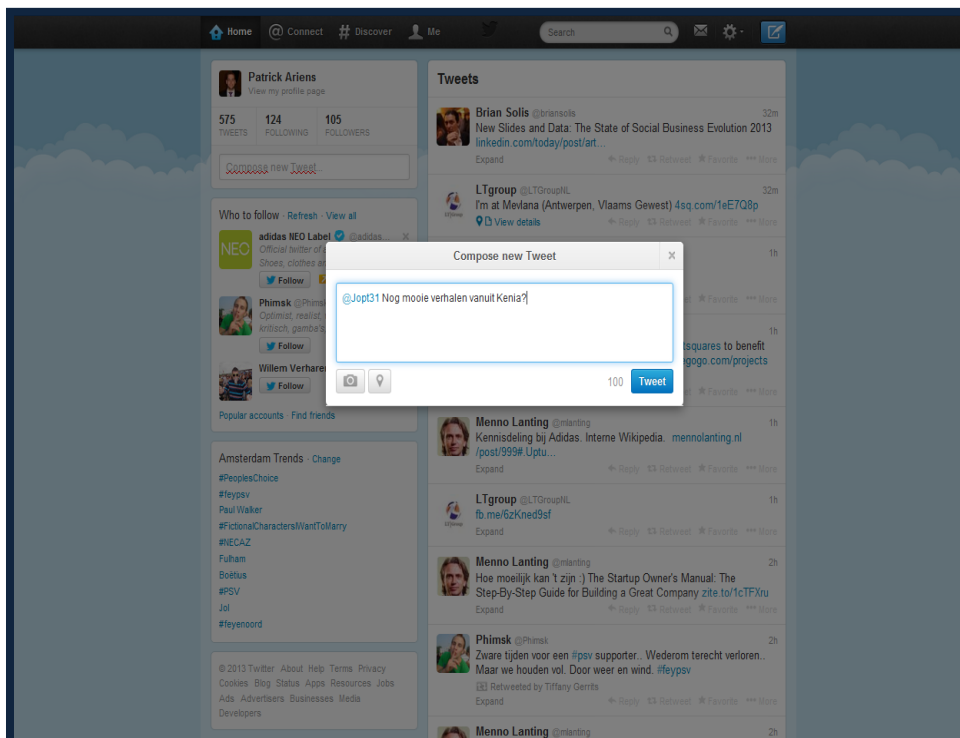 Home
Connect
Discover
Me
Search
Patrick Ariens
View my profile page
575
TWEETS
124
FOLLOWING
105
FOLLOWERS
Compose new Tweet...
Who to follow · Refresh · View all
adidas NEO Label @adidas...
Official twitter of
Shoes, clothes an
Follow
Phimsk @Phims
Optimist, realist,
kritisch, gamba's,
Follow
Willem Verharen
Follow
Popular accounts · Find friends
Amsterdam Trends · Change
#PeoplesChoice
#feypsv
Paul Walker
#FictionalCharactersIWantToMarry
#NECAZ
Fulham
Boëtius
#PSV
Jol
#feyenoord
© 2013 Twitter About Help Terms Privacy
Cookies Blog Status Apps Resources Jobs
Ads Advertisers Businesses Media
Developers
Compose new Tweet
@Jopt31 Nog mooie verhalen vanuit Kenia?
100
Tweet
Tweets
Brian Solis @briansolis 32m
New Slides and Data: The State of Social Business Evolution 2013
linkedin.com/today/post/art...
Expand Reply Retweet Favorite More
LTgroup @LTGroupNL 32m
I'm at Mevlana (Antwerpen, Vlaams Gewest) 4sq.com/1eE7Q8p
View details Reply Retweet Favorite More
1h
Retweet Favorite More
1h
tsquares to benefit
egogo.com/projects
Retweet Favorite More
Menno Lanting @mlanting 1h
Kennisdeling bij Adidas. Interne Wikipedia. mennolanting.nl
/post/999#.Uptu...
Expand Reply Retweet Favorite More
LTgroup @LTGroupNL 1h
fb.me/6zKned9sf
Expand Reply Retweet Favorite More
Menno Lanting @mlanting 2h
Hoe moeilijk kan 't zijn :) The Startup Owner's Manual: The
Step-By-Step Guide for Building a Great Company zite.to/1cTFXru
Expand Reply Retweet Favorite More
Phimsk @Phimsk 2h
Zware tijden voor een #psv supporter.. Wederom terecht verloren..
Maar we houden vol. Door weer en wind. #feypsv
Retweeted by Tiffany Gerrits
Expand Reply Retweet Favorite More
Menno Lanting @mlanting 2h